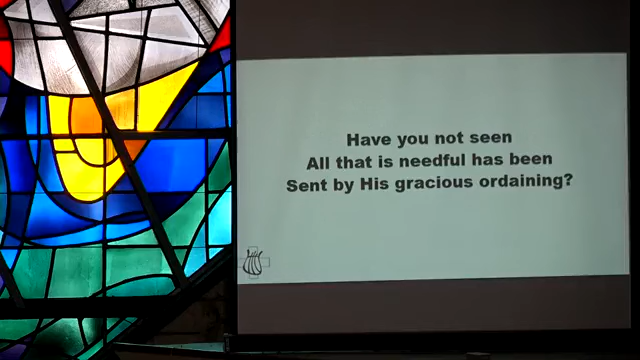 Have you not seen
All that is needful has been
Sent by His gracious ordaining?